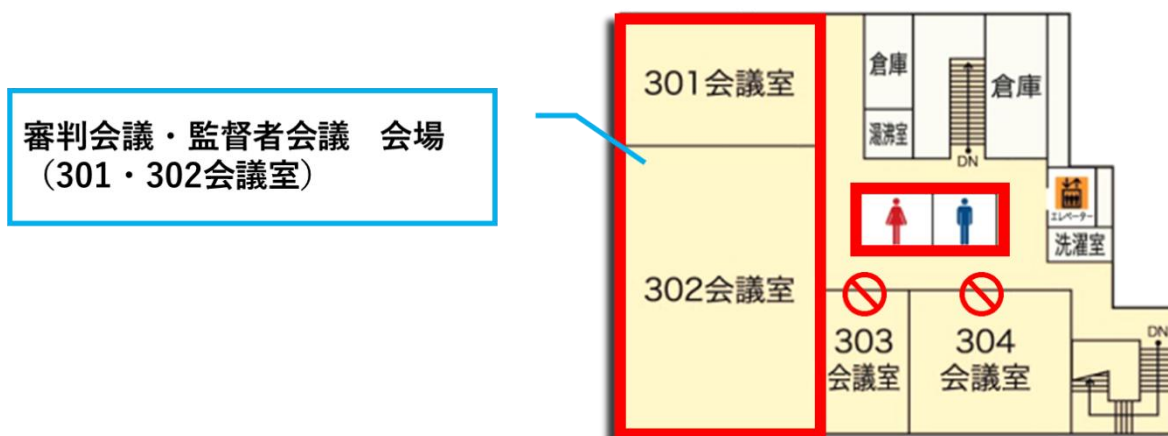 審判会議・監督者会議　会場
（301・302会議室）
301会議室
302会議室
倉庫
湯沸室
DN
倉庫
エレベーター
洗濯室
303
会議室
304
会議室
DN